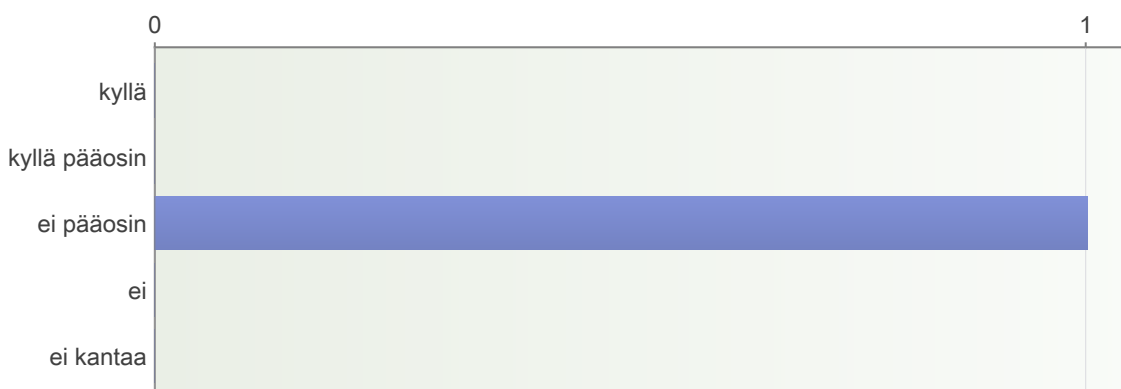 0 1
kyllä
kyllä pääosin
ei pääosin
ei
ei kantaa